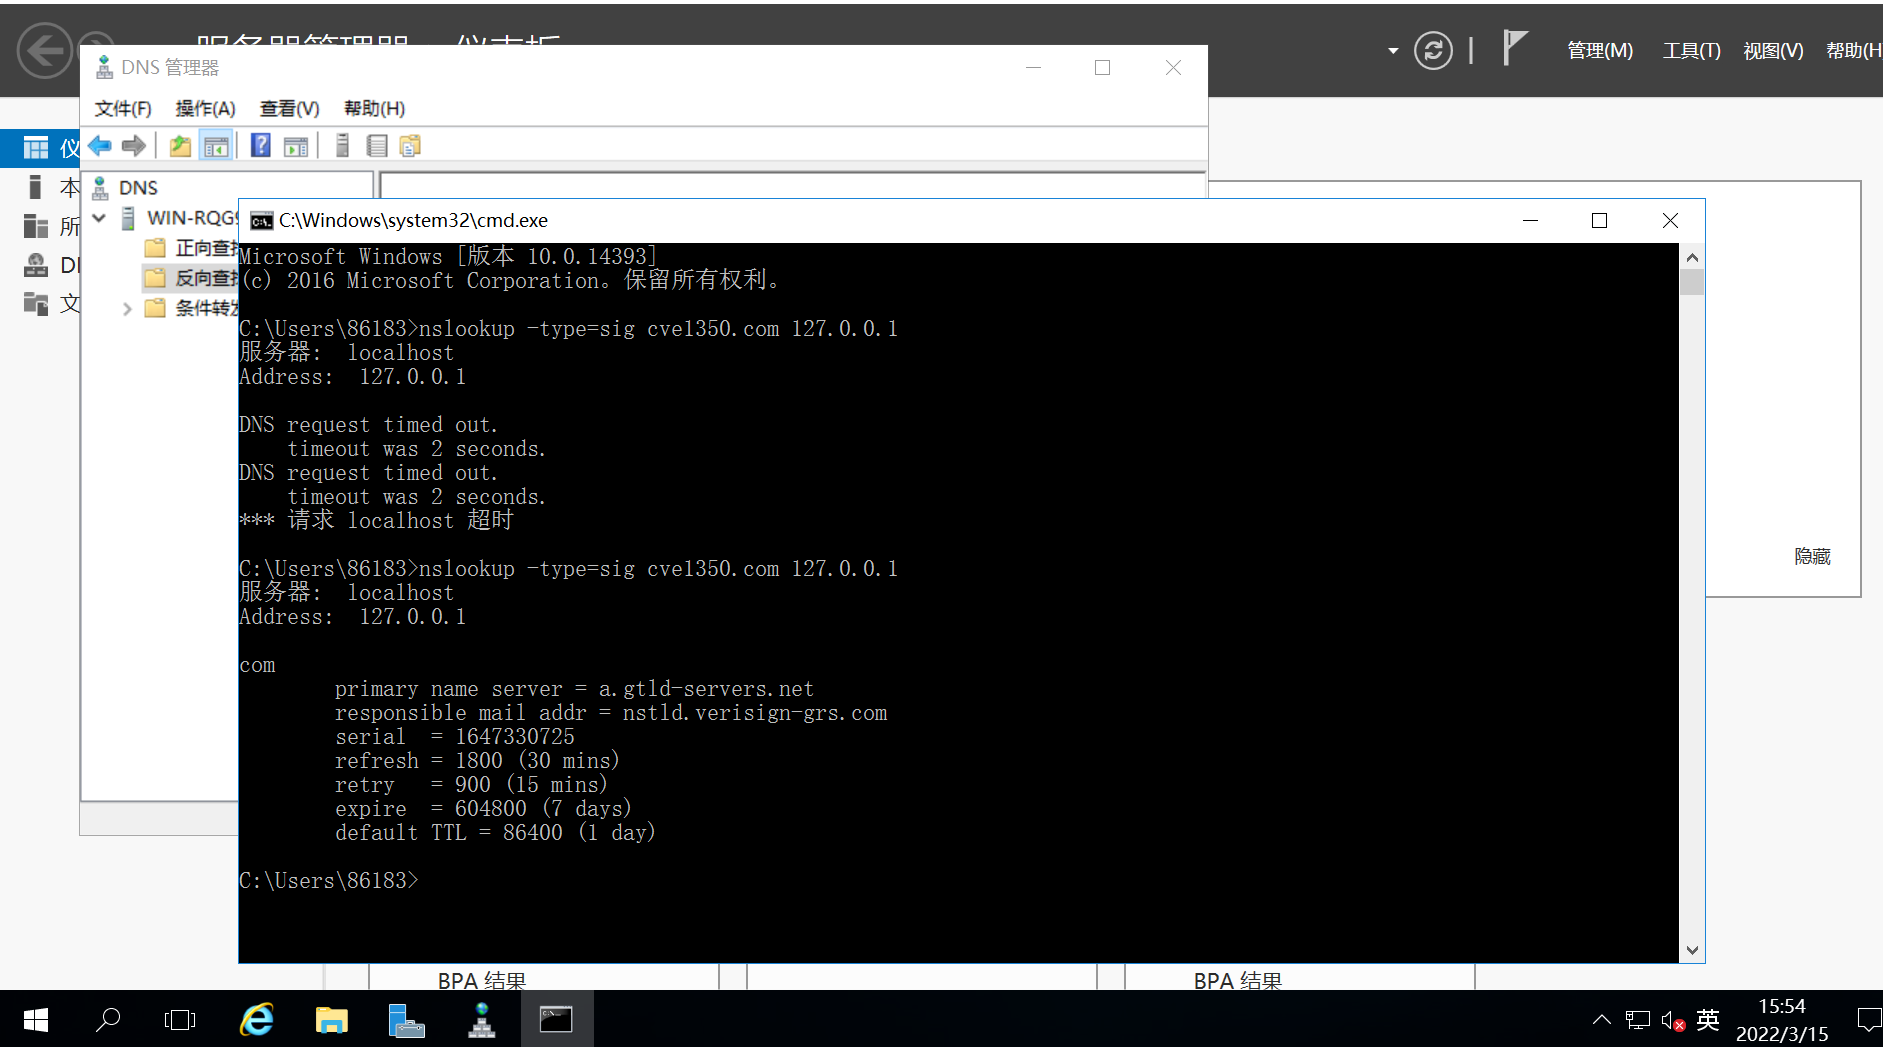 服务器管理器 仪表板
管理(M) 工具(T) 视图(V) 帮助(H
DNS 管理器
文件(F) 操作(A) 查看(V) 帮助(H)
仪
本
所
文
DNS
WIN-RQG
正向查找
反向查找
条件转发
C:\Windows\system32\cmd.exe
Microsoft Windows [版本 10.0.14393]
(c) 2016 Microsoft Corporation。保留所有权利。
C:\Users\86183>nslookup -type=sig cve1350.com 127.0.0.1
服务器:  localhost
Address:  127.0.0.1
DNS request timed out.
    timeout was 2 seconds.
DNS request timed out.
    timeout was 2 seconds.
*** 请求 localhost 超时
C:\Users\86183>nslookup -type=sig cve1350.com 127.0.0.1
服务器:  localhost
Address:  127.0.0.1
com
        primary name server = a.gtld-servers.net
        responsible mail addr = nstld.verisign-grs.com
        serial  = 1647330725
        refresh = 1800 (30 mins)
        retry   = 900 (15 mins)
        expire  = 604800 (7 days)
        default TTL = 86400 (1 day)
C:\Users\86183>
隐藏
BPA 结果
BPA 结果
英
15:54
2022/3/15